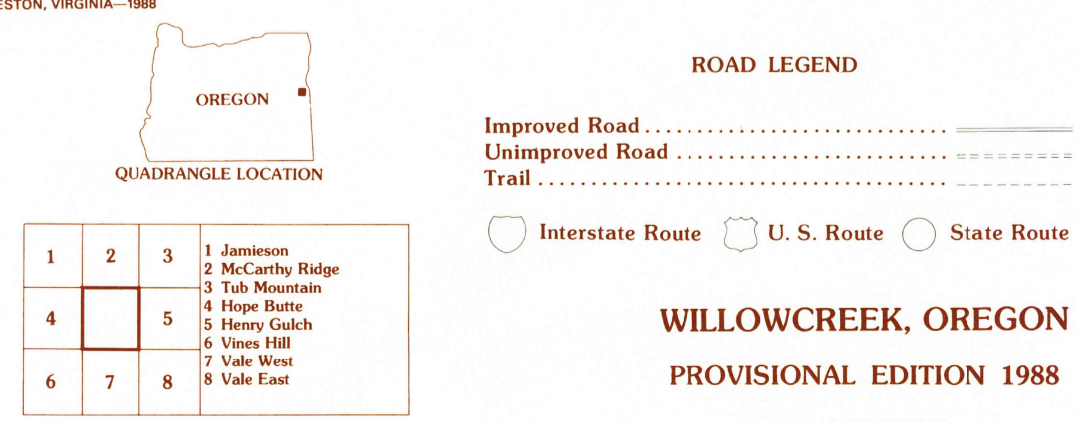 ESTON, VIRGINIA—1988
OREGON
QUADRANGLE LOCATION
1 2 3
4 5
6 7 8
1 Jamieson
2 McCarthy Ridge
3 Tub Mountain
4 Hope Butte
5 Henry Gulch
6 Vines Hill
7 Vale West
8 Vale East
ROAD LEGEND
Improved Road
Unimproved Road
Trail
Interstate Route U. S. Route State Route
WILLOWCREEK, OREGON
PROVISIONAL EDITION 1988